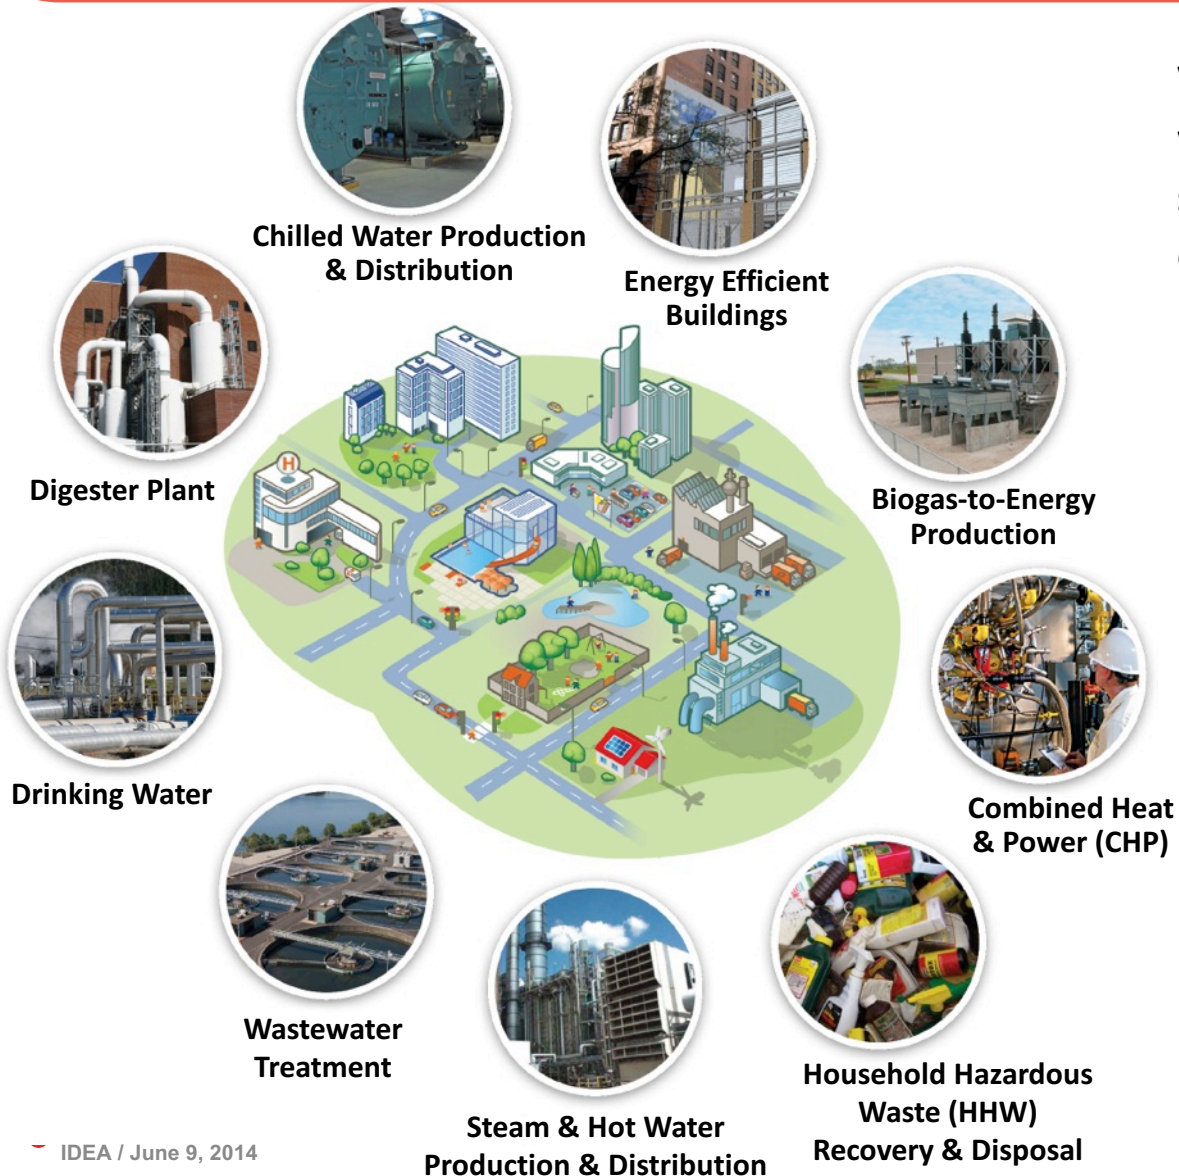 Chilled Water Production
& Distribution
Energy Efficient
Buildings
Digester Plant
Biogas-to-Energy
Production
Drinking Water
Combined Heat
& Power (CHP)
Wastewater
Treatment
Household Hazardous
Waste (HHW)
Recovery & Disposal
Steam & Hot Water
Production & Distribution
H
IDEA / June 9, 2014